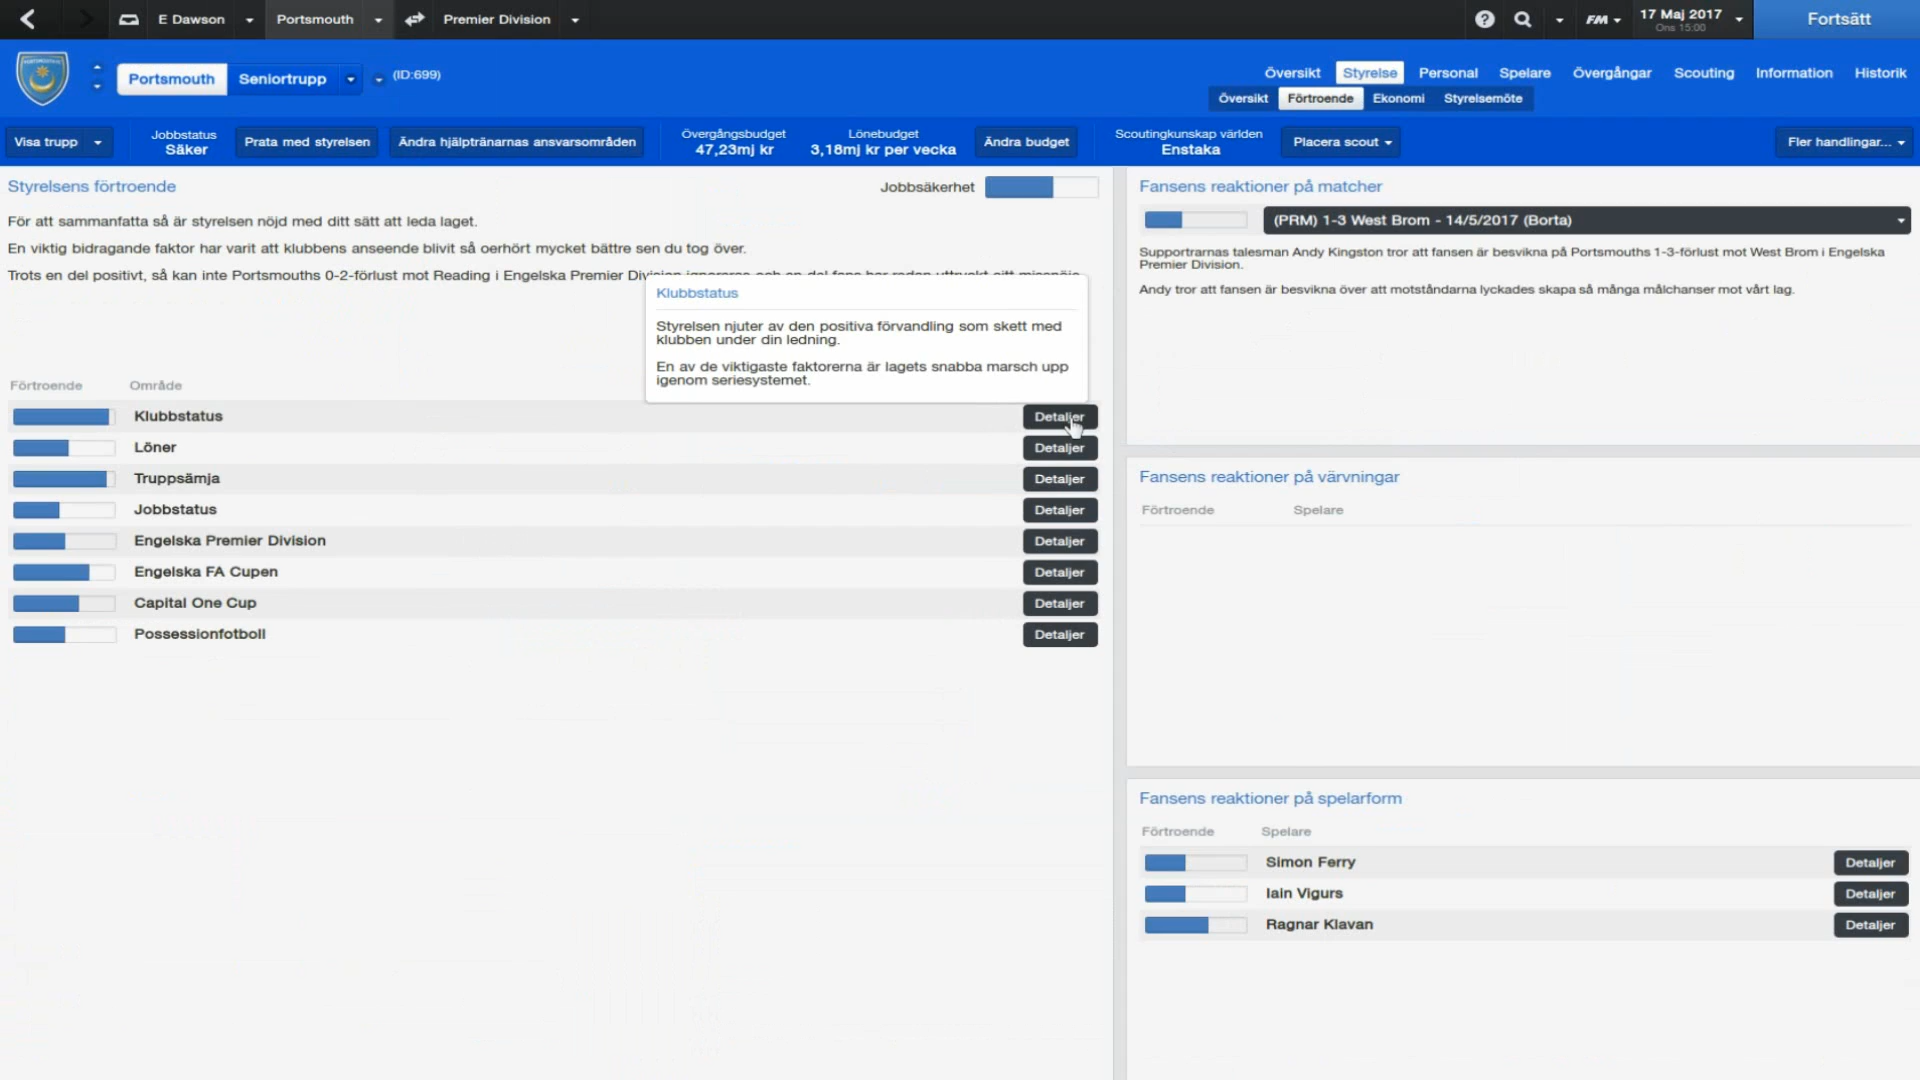 E Dawson
Portsmouth
Premier Division
FM
17 Maj 2017
Ons 15:00
Fortsätt
Portsmouth
Seniortrupp
(ID:699)
Översikt
Styrelse
Personal
Spelare
Övergångar
Scouting
Information
Historik
Översikt
Förtroende
Ekonomi
Styrelsemöte
Visa trupp
Jobbstatus
Säker
Prata med styrelsen
Ändra hjälptränarnas ansvarsområden
Övergångsbudget
47,23mj kr
Lönebudget
3,18mj kr per vecka
Ändra budget
Scoutingkunskap världen
Enstaka
Placera scout
Fler handlingar...
Styrelsens förtroende
Jobbsäkerhet
För att sammanfatta så är styrelsen nöjd med ditt sätt att leda laget.
En viktig bidragande faktor har varit att klubbens anseende blivit så oerhört mycket bättre sen du tog över.
Trots en del positivt, så kan inte Portsmouths 0-2-förlust mot Reading i Engelska Premier
Klubbstatus
Styrelsen njuter av den positiva förvandling som skett med
klubben under din ledning.
En av de viktigaste faktorerna är lagets snabba marsch upp
igenom seriesystemet.
Förtroende Område
Klubbstatus Detaljer
Löner Detaljer
Truppsämja Detaljer
Jobbstatus Detaljer
Engelska Premier Division Detaljer
Engelska FA Cupen Detaljer
Capital One Cup Detaljer
Possessionfotboll Detaljer
Fansens reaktioner på matcher
(PRM) 1-3 West Brom - 14/5/2017 (Borta)
Supportrarnas talesman Andy Kingston tror att fansen är besvikna på Portsmouths 1-3-förlust mot West Brom i Engelska
Premier Division.
Andy tror att fansen är besvikna över att motståndarna lyckades skapa så många målchanser mot vårt lag.
Fansens reaktioner på värvningar
Förtroende Spelare
Fansens reaktioner på spelarform
Förtroende Spelare
Simon Ferry Detaljer
Iain Vigurs Detaljer
Ragnar Klavan Detaljer